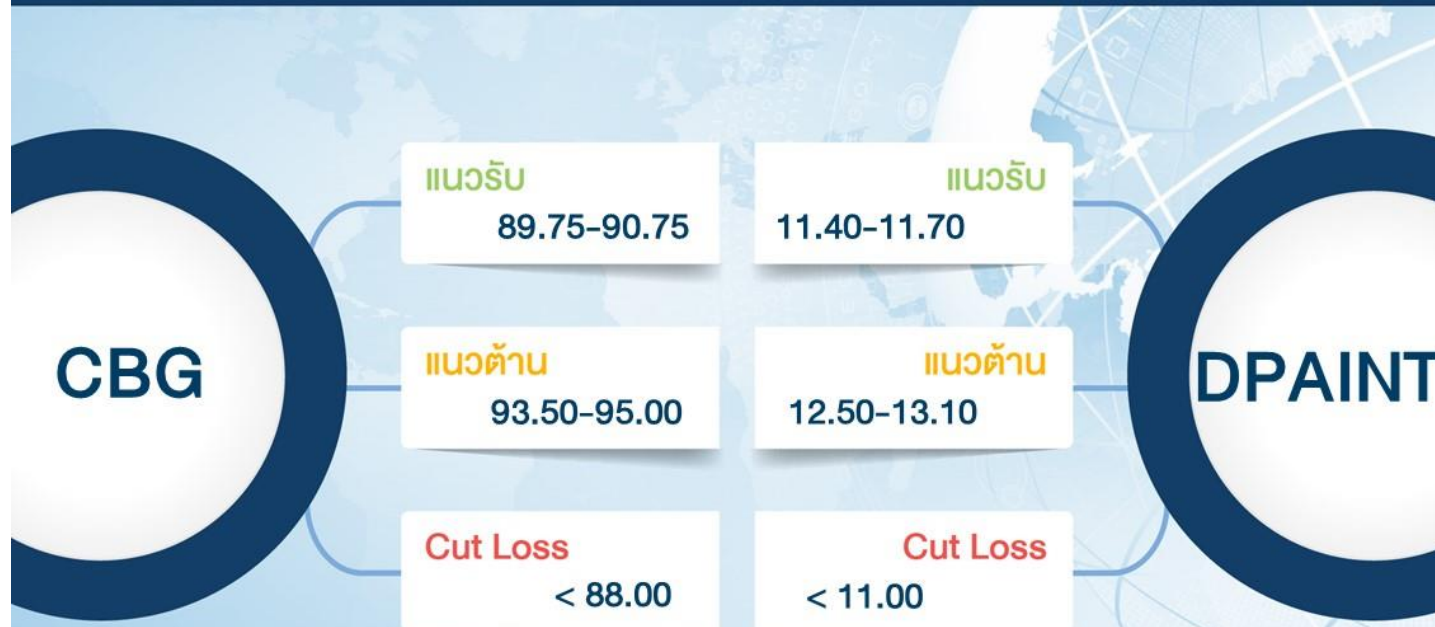 CBG
แนวรับ
89.75-90.75
แนวต้าน
93.50-95.00
Cut Loss
< 88.00
แนวรับ
11.40-11.70
แนวต้าน
12.50-13.10
Cut Loss
< 11.00
DPAINT